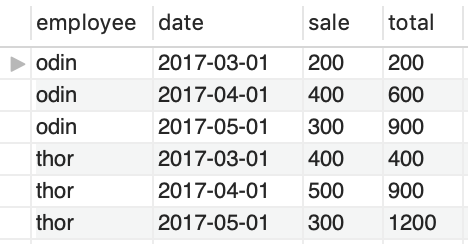 employee date sale total
odin 2017-03-01 200 200
odin 2017-04-01 400 600
odin 2017-05-01 300 900
thor 2017-03-01 400 400
thor 2017-04-01 500 900
thor 2017-05-01 300 1200